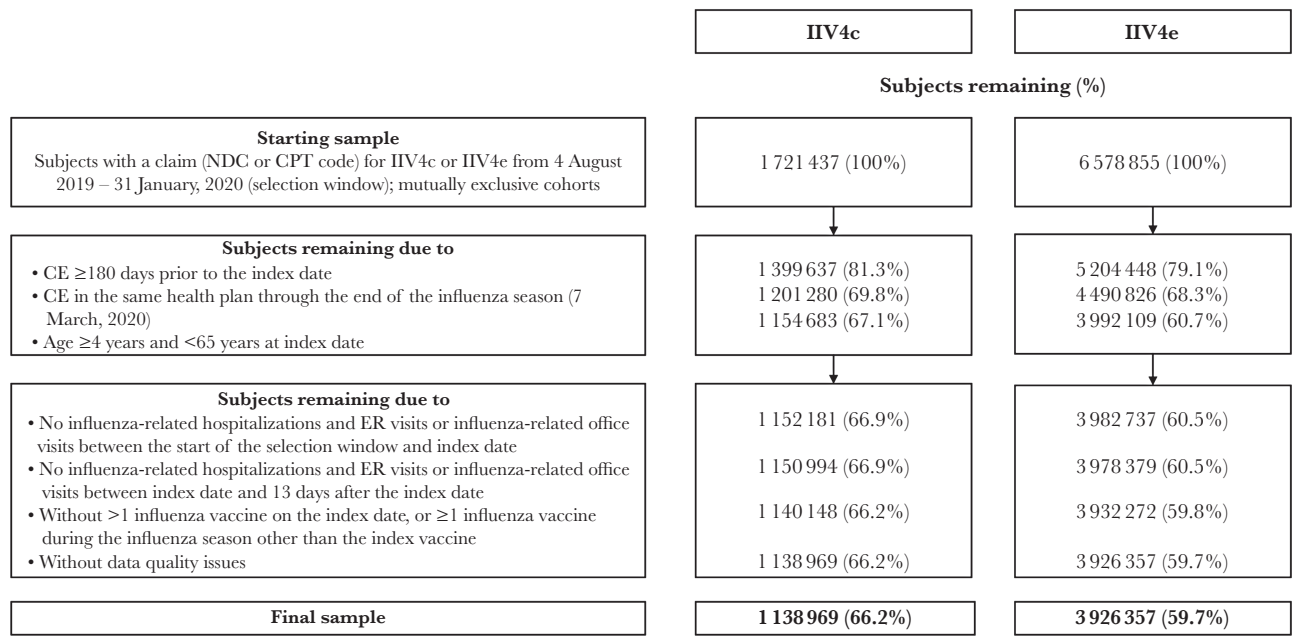 IIV4c
IIV4e
Subjects remaining (%)
Starting sample
Subjects with a claim (NDC or CPT code) for IIV4c or IIV4e from 4 August
2019 – 31 January, 2020 (selection window); mutually exclusive cohorts
1 721 437 (100%)
6 578 855 (100%)
Subjects remaining due to
• CE ≥180 days prior to the index date
• CE in the same health plan through the end of the influenza season (7
March, 2020)
• Age ≥4 years and <65 years at index date
1 399 637 (81.3%)
1 201 280 (69.8%)
1 154 683 (67.1%)
5 204 448 (79.1%)
4 490 826 (68.3%)
3 992 109 (60.7%)
Subjects remaining due to
• No influenza-related hospitalizations and ER visits or influenza-related office
visits between the start of the selection window and index date
• No influenza-related hospitalizations and ER visits or influenza-related office
visits between index date and 13 days after the index date
• Without >1 influenza vaccine on the index date, or ≥1 influenza vaccine
during the influenza season other than the index vaccine
• Without data quality issues
1 152 181 (66.9%)
1 150 994 (66.9%)
1 140 148 (66.2%)
1 138 969 (66.2%)
3 982 737 (60.5%)
3 978 379 (60.5%)
3 932 272 (59.8%)
3 926 357 (59.7%)
Final sample
1 138 969 (66.2%)
3 926 357 (59.7%)